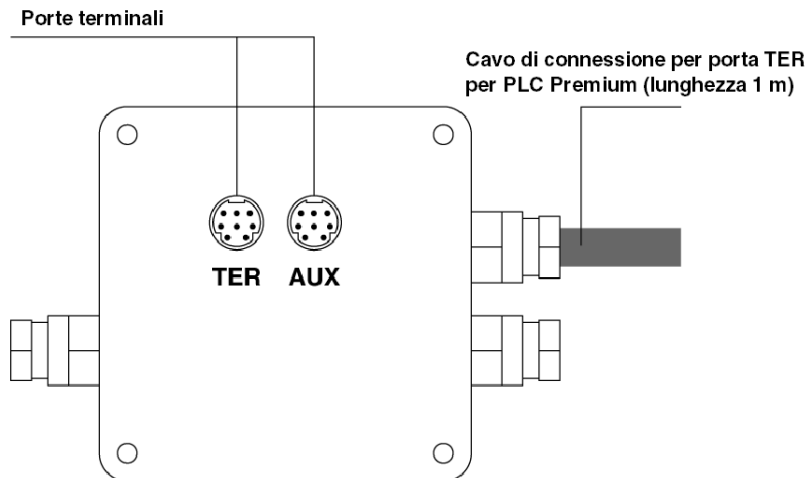 Porte terminali
Cavo di connessione per porta TER
per PLC Premium (lunghezza 1 m)
TER AUX